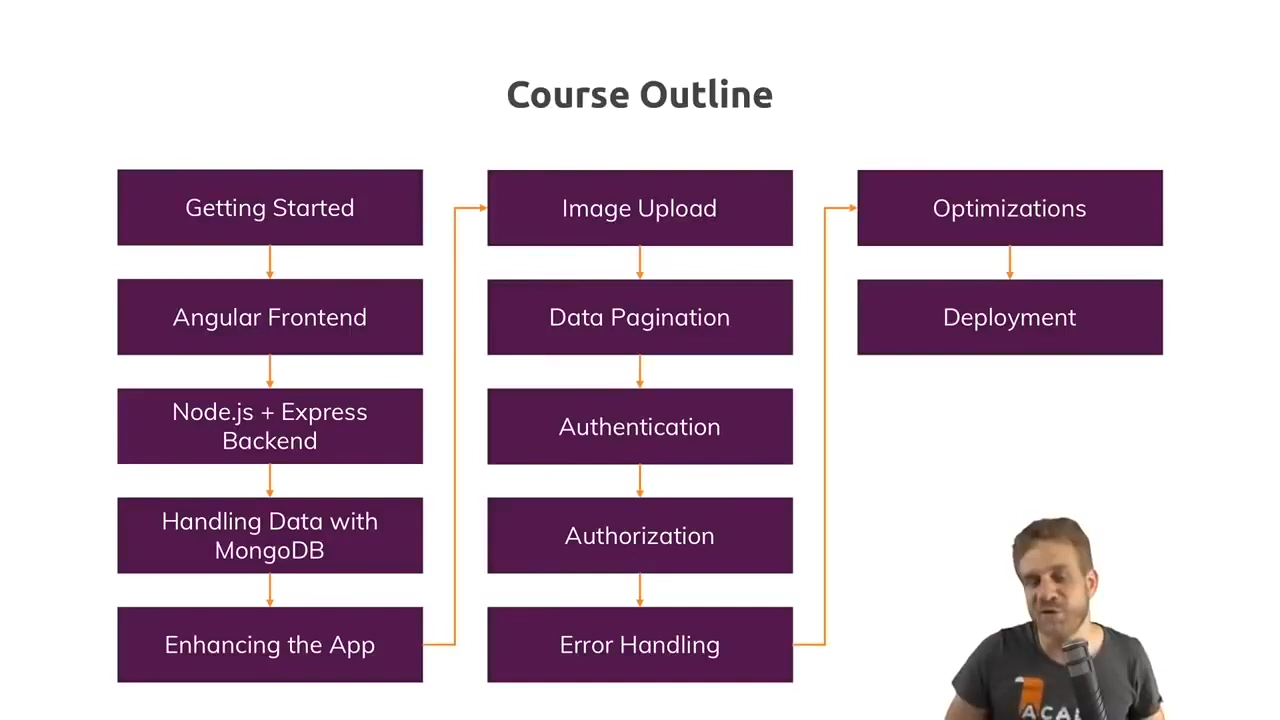 Course Outline
Getting Started
Angular Frontend
Node.js + Express
Backend
Handling Data with
MongoDB
Enhancing the App
Image Upload
Data Pagination
Authentication
Authorization
Error Handling
Optimizations
Deployment